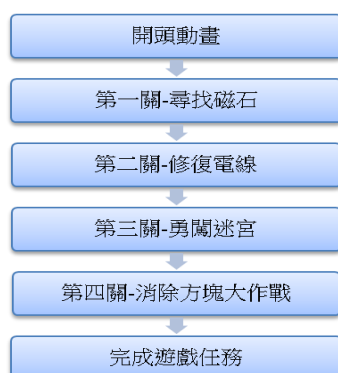 開頭動畫
第一關-尋找磁石
第二關-修復電線
第三關-勇闖迷宮
第四關-消除方塊大作戰
完成遊戲任務